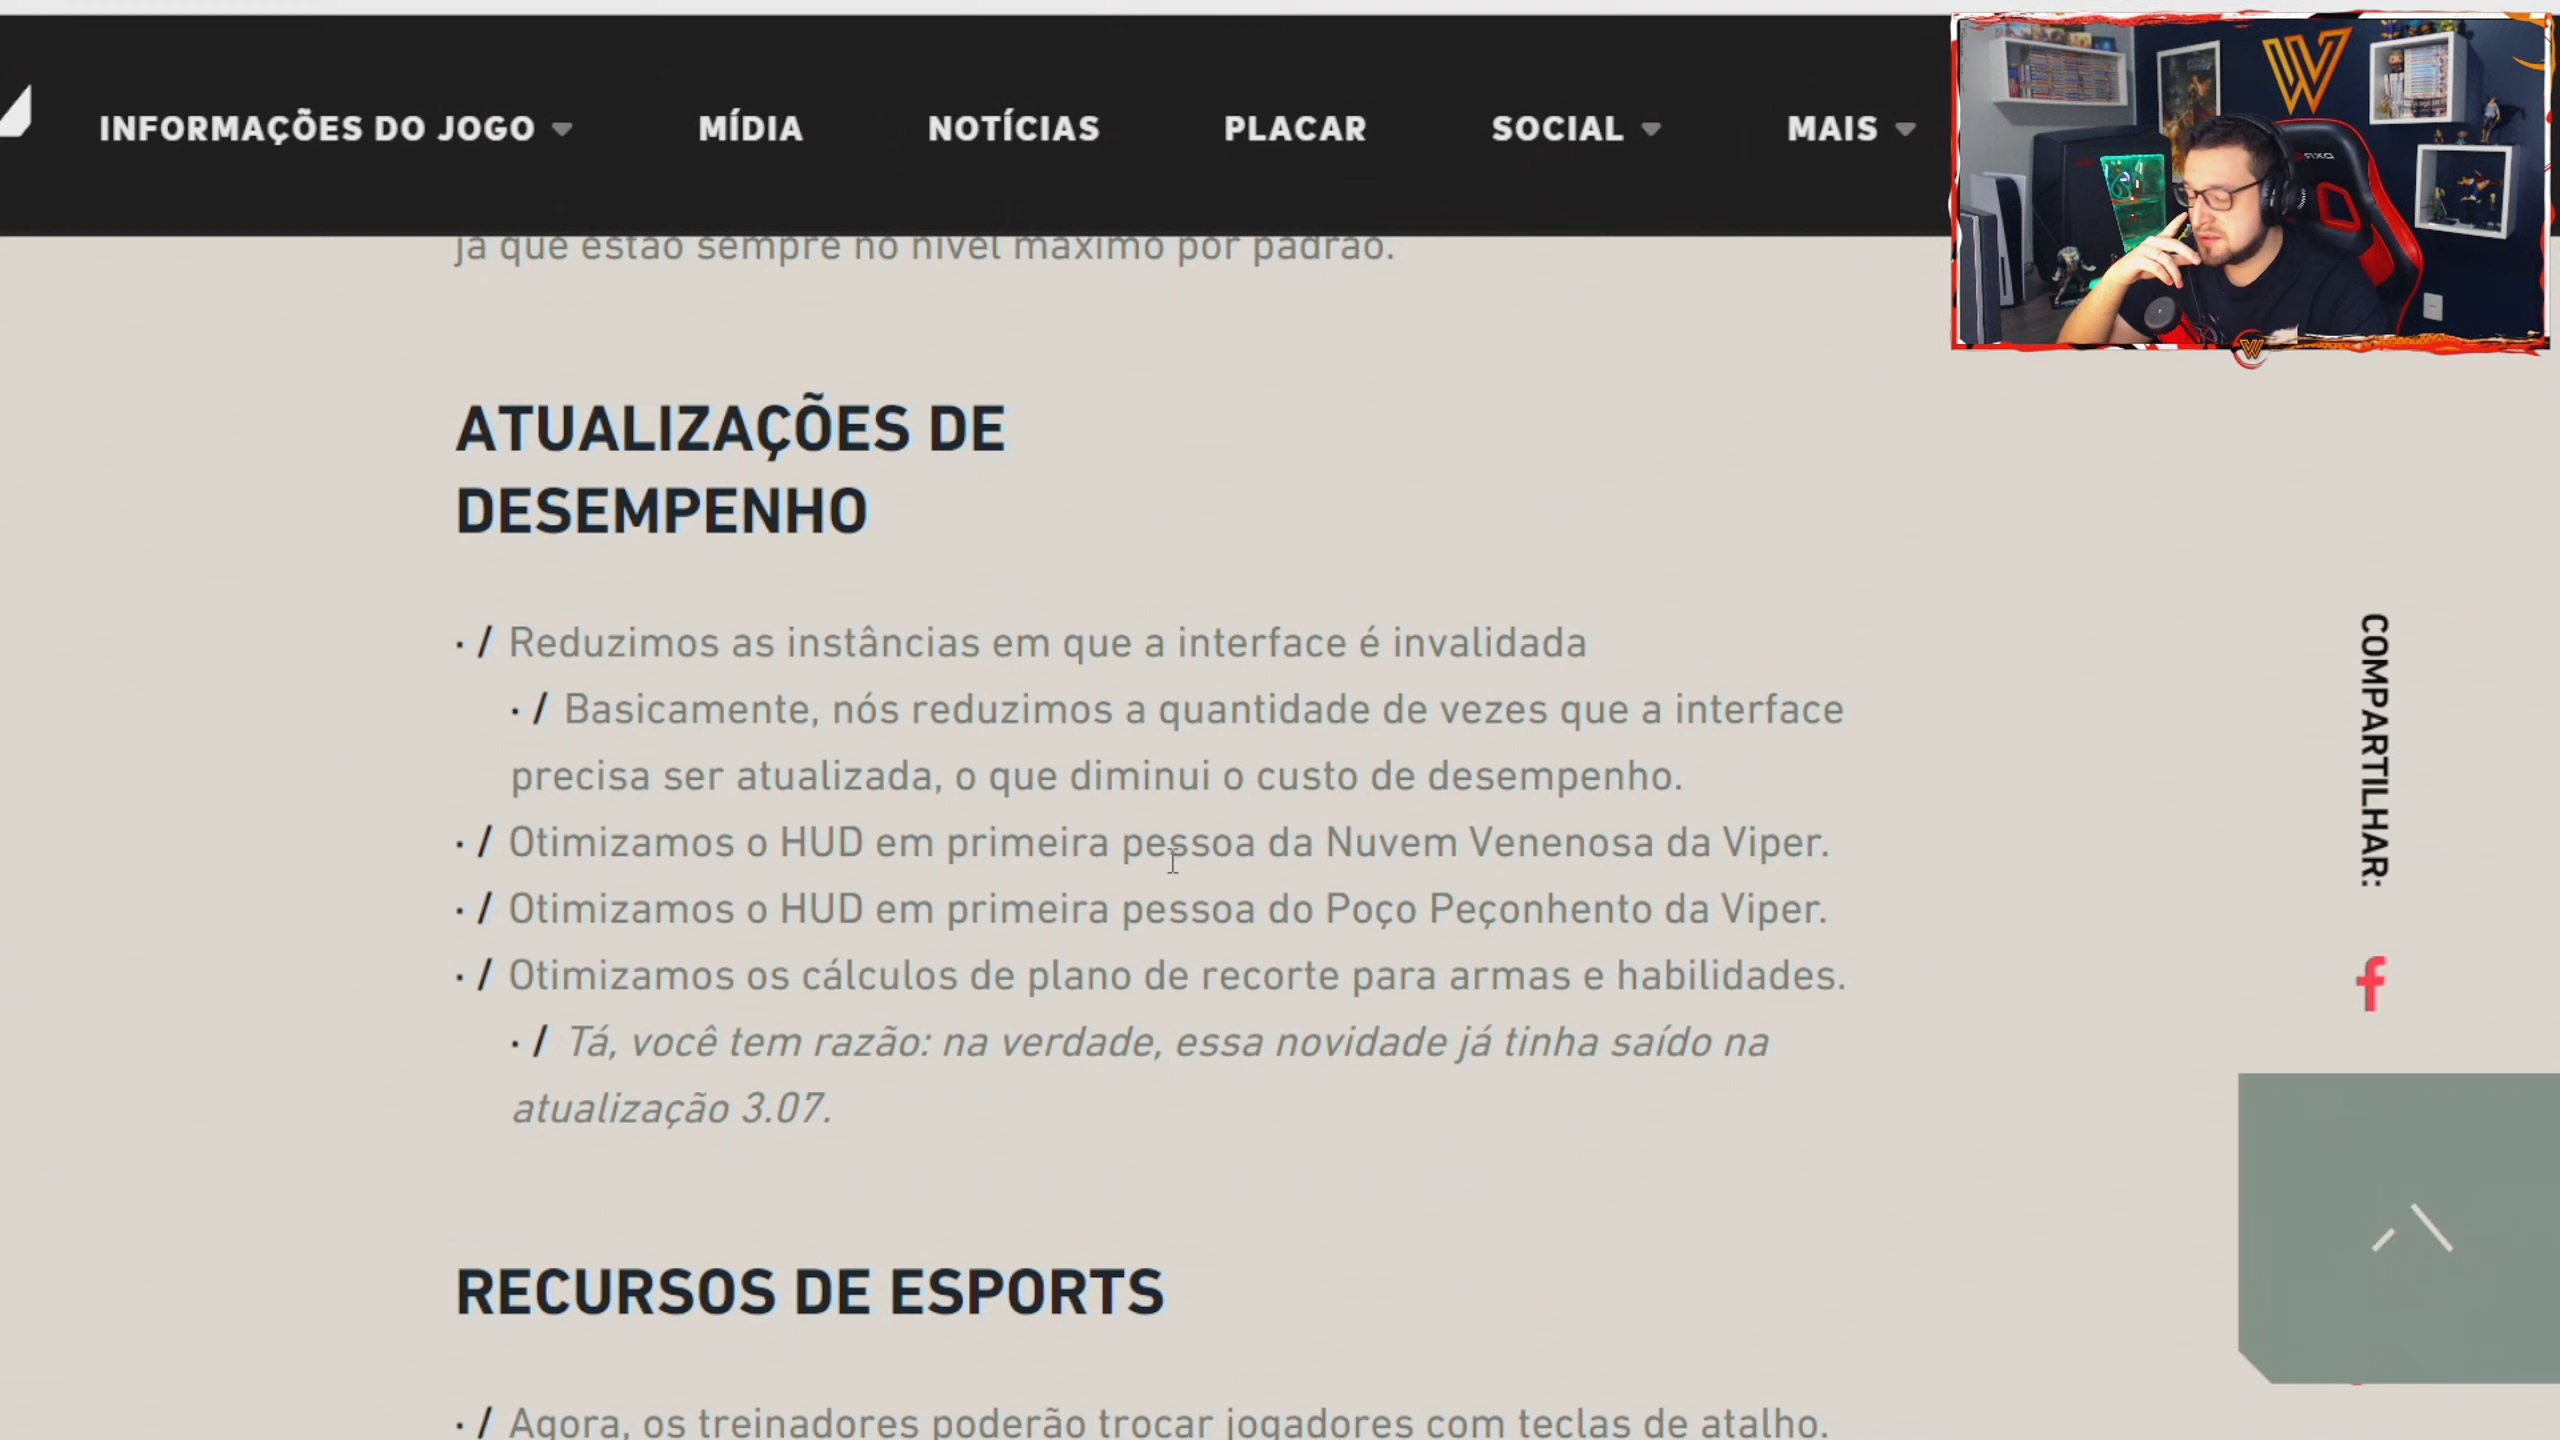 INFORMAÇÕES DO JOGO
MÍDIA
NOTÍCIAS
PLACAR
SOCIAL
MAIS
já que estão sempre no nível máximo por padrão.
ATUALIZAÇÕES DE
DESEMPENHO
· / Reduzimos as instâncias em que a interface é invalidada
· / Basicamente, nós reduzimos a quantidade de vezes que a interface
precisa ser atualizada, o que diminui o custo de desempenho.
· / Otimizamos o HUD em primeira pessoa da Nuvem Venenosa da Viper.
· / Otimizamos o HUD em primeira pessoa do Poço Peçonhento da Viper.
· / Otimizamos os cálculos de plano de recorte para armas e habilidades.
· / Tá, você tem razão: na verdade, essa novidade já tinha saído na
atualização 3.07.
RECURSOS DE ESPORTS
· / Agora, os treinadores poderão trocar jogadores com teclas de atalho.
COMPARTILHAR: